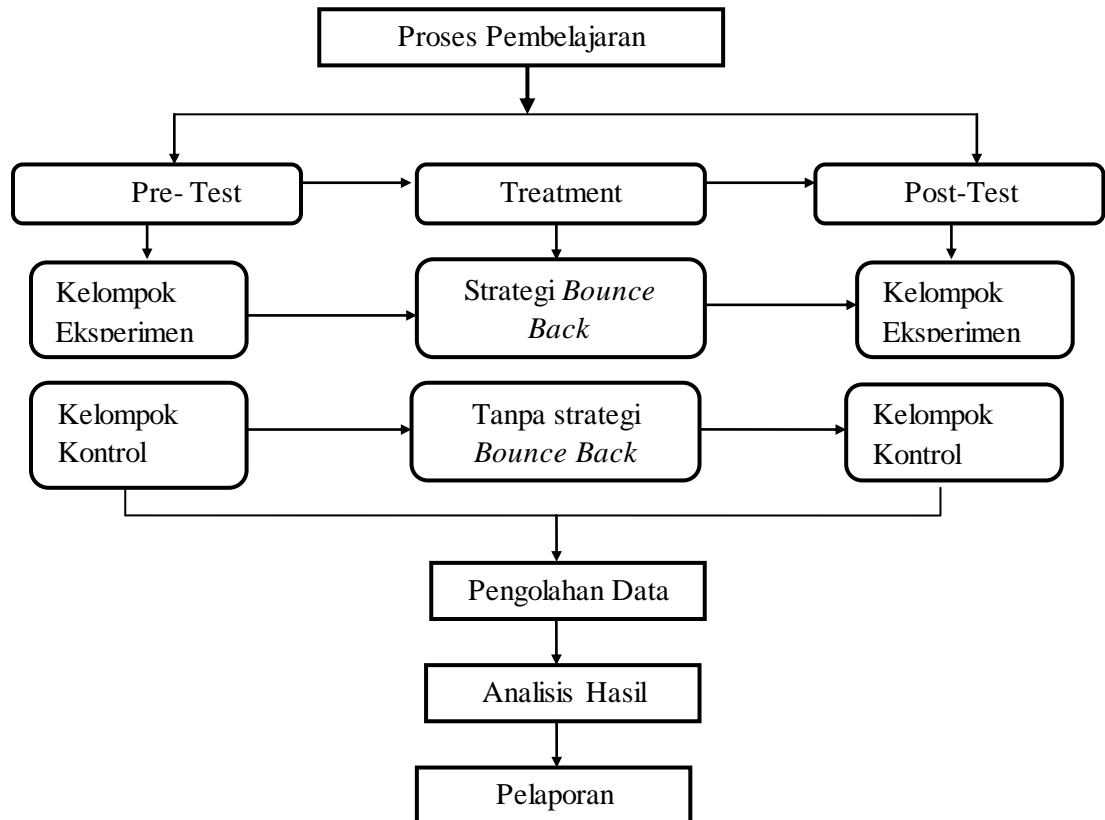 Proses Pembelajaran
Pre- Test
Treatment
Post-Test
Kelompok
Eksperimen
Strategi Bounce
Back
Kelompok
Eksperimen
Kelompok
Kontrol
Tanpa strategi
Bounce Back
Kelompok
Kontrol
Pengolahan Data
Analisis Hasil
Pelaporan